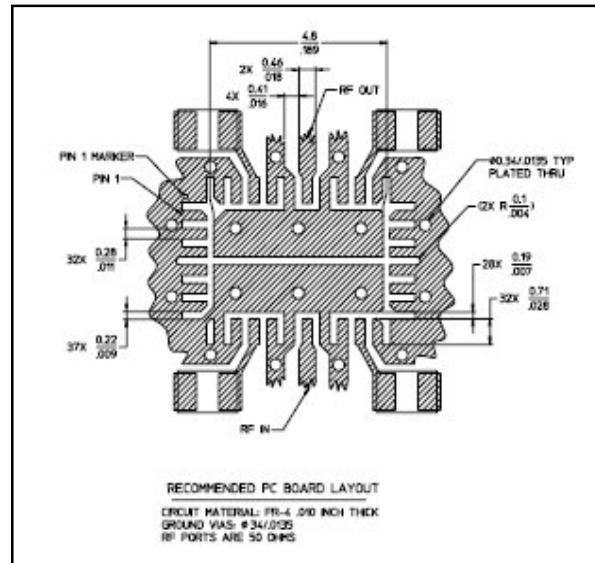 4.8
.189
2X 0.46
.018
4X 0.41
.016
RF OUT
PIN 1 MARKER
PIN 1
Ø0.34/.0135 TYP
PLATED THRU
(2X R 0.1
.004)
32X 0.28
.011
28X 0.19
.007
32X 0.71
.028
37X 0.22
.009
RF IN
RECOMMENDED PC BOARD LAYOUT
CIRCUIT MATERIAL: FR-4 .010 INCH THICK
GROUND VIAS: Ø.34/.0135
RF PORTS ARE 50 OHMS